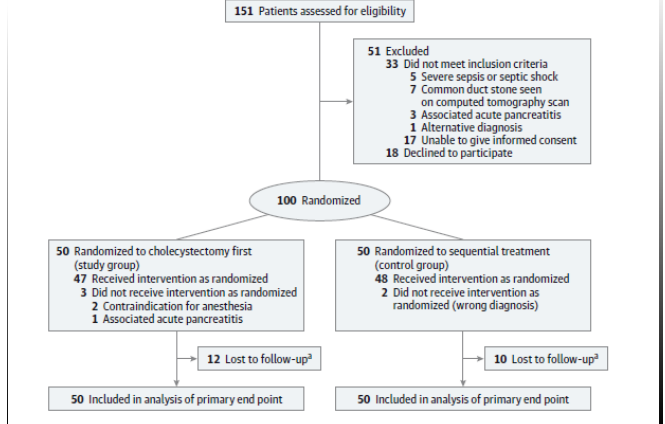 151 Patients assessed for eligibility
51 Excluded
33 Did not meet inclusion criteria
5 Severe sepsis or septic shock
7 Common duct stone seen
on computed tomography scan
3 Associated acute pancreatitis
1 Alternative diagnosis
17 Unable to give informed consent
18 Declined to participate
100 Randomized
50 Randomized to cholecystectomy first
(study group)
47 Received intervention as randomized
3 Did not receive intervention as randomized
2 Contraindication for anesthesia
1 Associated acute pancreatitis
50 Randomized to sequential treatment
(control group)
48 Received intervention as randomized
2 Did not receive intervention as
randomized (wrong diagnosis)
12 Lost to follow-upª
10 Lost to follow-upª
50 Included in analysis of primary end point
50 Included in analysis of primary end point